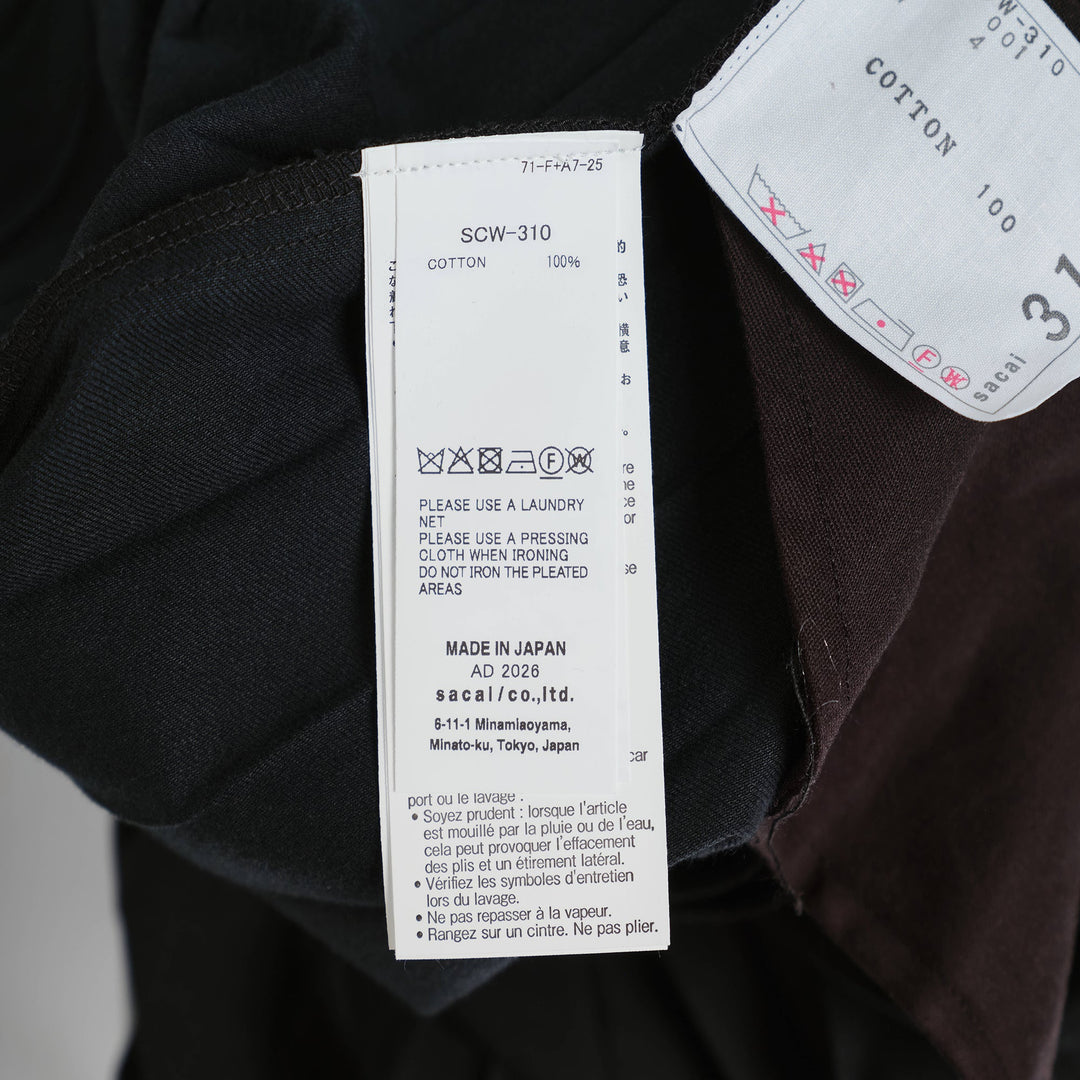 71-F+A7-25
SCW-310
COTTON 100%
PLEASE USE A LAUNDRY
NET
PLEASE USE A PRESSING
CLOTH WHEN IRONING
DO NOT IRON THE PLEATED
AREAS
MADE IN JAPAN
AD 2026
sacai/co.,ltd.
6-11-1 Minamiaoyama,
Minato-ku, Tokyo, Japan
port ou le lavage .
• Soyez prudent : lorsque l'article
est mouillé par la pluie ou de l'eau,
cela peut provoquer l'effacement
des plis et un étirement latéral.
• Vérifiez les symboles d'entretien
lors du lavage.
• Ne pas repasser à la vapeur.
• Rangez sur un cintre. Ne pas plier.
W-310
001
4
COTTON 100
31
sacai